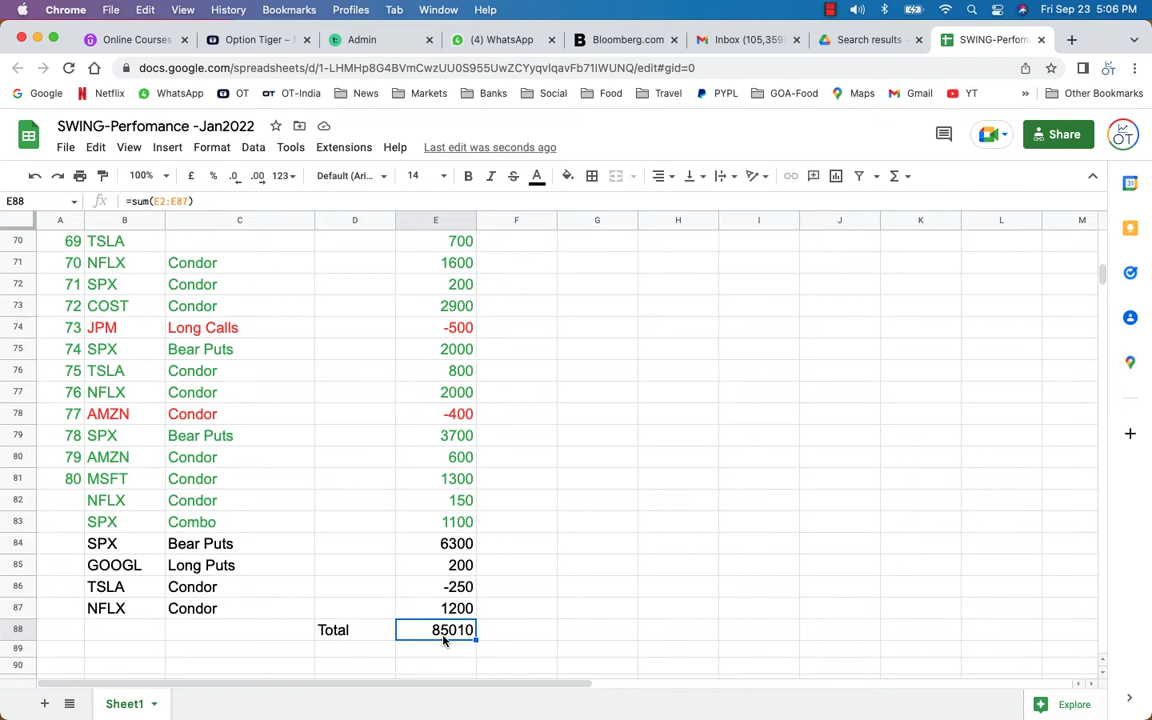 Chrome File Edit View History Bookmarks Profiles Tab Window Help Fri Sep 23 5:06 PM
Online Courses Option Tiger – Admin (4) WhatsApp Bloomberg.com Inbox (105,359 Search results – SWING-Perfom
docs.google.com/spreadsheets/d/1-LHMHp8G4BVmCwzUU0S955UwZCYyqvIqavFb71IWUNQ/edit#gid=0
Google Netflix WhatsApp OT OT-India News Markets Banks Social Food Travel PYPL GOA-Food Maps Gmail YT » Other Bookmarks
SWING-Perfomance -Jan2022
File Edit View Insert Format Data Tools Extensions Help Last edit was seconds ago
Share
100% £ % .0 .00 123 Default (Ari... 14 B I S A
E88 fx =sum(E2:E87)
A B C D E F G H I J K L M
70 69 TSLA 700
71 70 NFLX Condor 1600
72 71 SPX Condor 200
73 72 COST Condor 2900
74 73 JPM Long Calls -500
75 74 SPX Bear Puts 2000
76 75 TSLA Condor 800
77 76 NFLX Condor 2000
78 77 AMZN Condor -400
79 78 SPX Bear Puts 3700
80 79 AMZN Condor 600
81 80 MSFT Condor 1300
82 NFLX Condor 150
83 SPX Combo 1100
84 SPX Bear Puts 6300
85 GOOGL Long Puts 200
86 TSLA Condor -250
87 NFLX Condor 1200
88 Total 85010
89
90
Sheet1 Explore